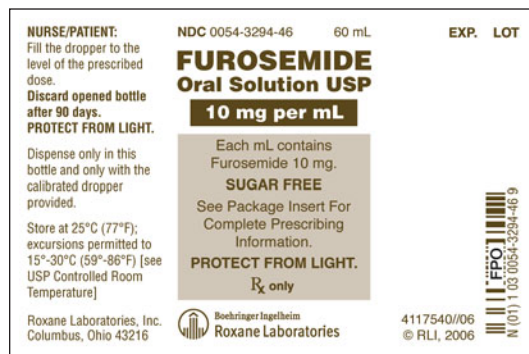 NURSE/PATIENT:
Fill the dropper to the
level of the prescribed
dose.
Discard opened bottle
after 90 days.
PROTECT FROM LIGHT.
Dispense only in this
bottle and only with the
calibrated dropper
provided.
Store at 25°C (77°F);
excursions permitted to
15°-30°C (59°-86°F) [see
USP Controlled Room
Temperature]
Roxane Laboratories, Inc.
Columbus, Ohio 43216
NDC 0054-3294-46 60 mL
FUROSEMIDE
Oral Solution USP
10 mg per mL
Each mL contains
Furosemide 10 mg.
SUGAR FREE
See Package Insert For
Complete Prescribing
Information.
PROTECT FROM LIGHT.
℞ only
Boehringer Ingelheim
Roxane Laboratories
EXP. LOT
4117540//06
© RLI, 2006
FPO
N (01) 1 03 0054-3294-46 9